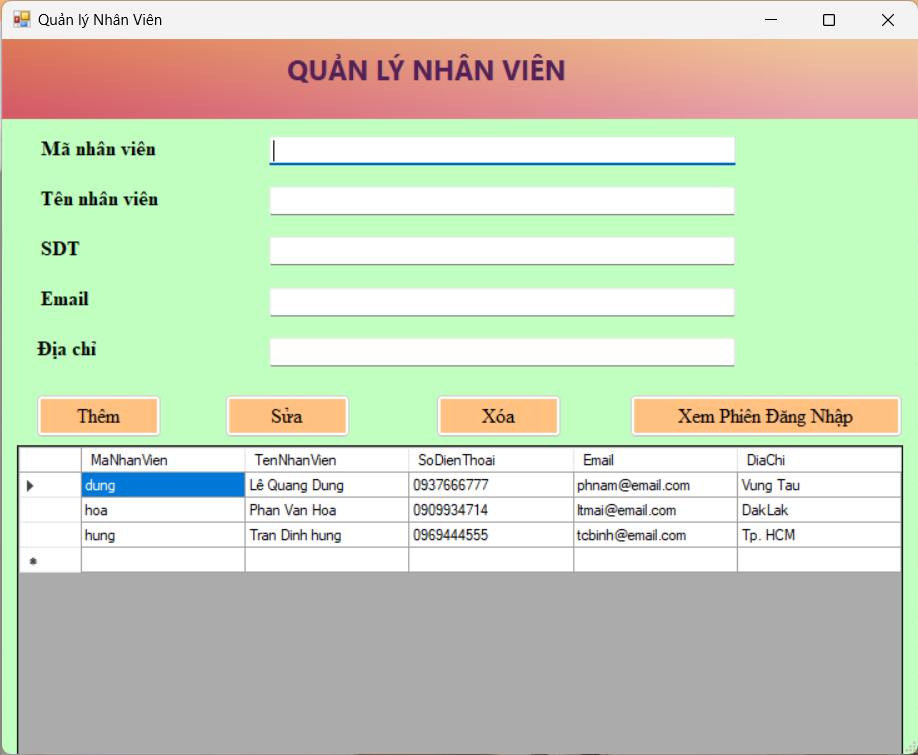 Quản lý Nhân Viên
QUẢN LÝ NHÂN VIÊN
Mã nhân viên
Tên nhân viên
SDT
Email
Địa chỉ
Thêm Sửa Xóa Xem Phiên Đăng Nhập
MaNhanVien TenNhanVien SoDienThoai Email DiaChi
dung Lê Quang Dung 0937666777 phnam@email.com Vung Tau
hoa Phan Van Hoa 0909934714 ltmai@email.com DakLak
hung Tran Dinh hung 0969444555 tcbinh@email.com Tp. HCM